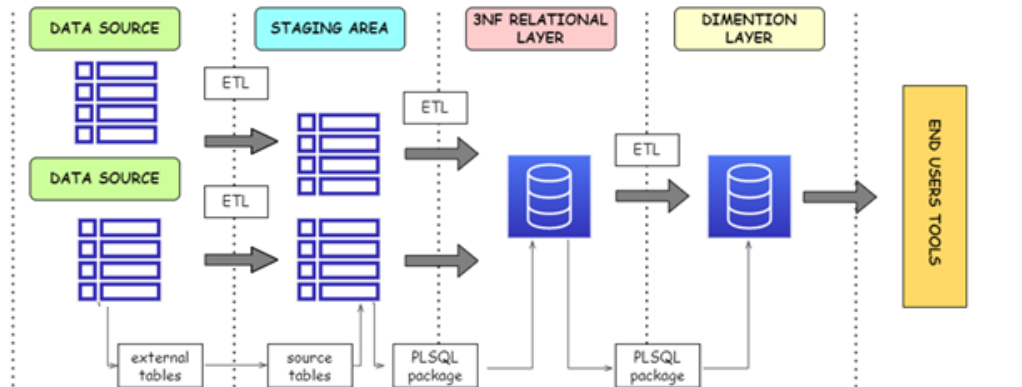 DATA SOURCE
STAGING AREA
3NF RELATIONAL
LAYER
DIMENTION
LAYER
ETL
ETL
ETL
DATA SOURCE
ETL
END USERS TOOLS
external
tables
source
tables
PLSQL
package
PLSQL
package